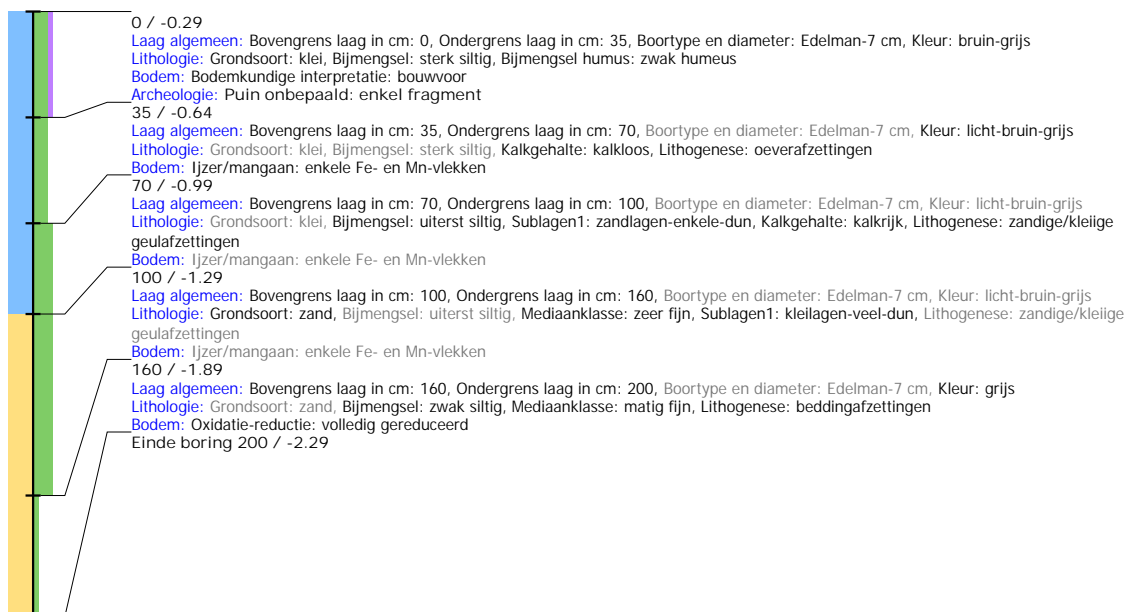 0 / -0.29
Laag algemeen: Bovengrens laag in cm: 0, Ondergrens laag in cm: 35, Boortype en diameter: Edelman-7 cm, Kleur: bruin-grijs
Lithologie: Grondsoort: klei, Bijmengsel: sterk siltig, Bijmengsel humus: zwak humeus
Bodem: Bodemkundige interpretatie: bouwvoor
Archeologie: Puin onbepaald: enkel fragment
35 / -0.64
Laag algemeen: Bovengrens laag in cm: 35, Ondergrens laag in cm: 70, Boortype en diameter: Edelman-7 cm, Kleur: licht-bruin-grijs
Lithologie: Grondsoort: klei, Bijmengsel: sterk siltig, Kalkgehalte: kalkloos, Lithogenese: oeverafzettingen
Bodem: Ijzer/mangaan: enkele Fe- en Mn-vlekken
70 / -0.99
Laag algemeen: Bovengrens laag in cm: 70, Ondergrens laag in cm: 100, Boortype en diameter: Edelman-7 cm, Kleur: licht-bruin-grijs
Lithologie: Grondsoort: klei, Bijmengsel: uiterst siltig, Sublagen1: zandlagen-enkele-dun, Kalkgehalte: kalkrijk, Lithogenese: zandige/kleiige
geulafzettingen
Bodem: Ijzer/mangaan: enkele Fe- en Mn-vlekken
100 / -1.29
Laag algemeen: Bovengrens laag in cm: 100, Ondergrens laag in cm: 160, Boortype en diameter: Edelman-7 cm, Kleur: licht-bruin-grijs
Lithologie: Grondsoort: zand, Bijmengsel: uiterst siltig, Mediaanklasse: zeer fijn, Sublagen1: kleilagen-veel-dun, Lithogenese: zandige/kleiige
geulafzettingen
Bodem: Ijzer/mangaan: enkele Fe- en Mn-vlekken
160 / -1.89
Laag algemeen: Bovengrens laag in cm: 160, Ondergrens laag in cm: 200, Boortype en diameter: Edelman-7 cm, Kleur: grijs
Lithologie: Grondsoort: zand, Bijmengsel: zwak siltig, Mediaanklasse: matig fijn, Lithogenese: beddingafzettingen
Bodem: Oxidatie-reductie: volledig gereduceerd
Einde boring 200 / -2.29